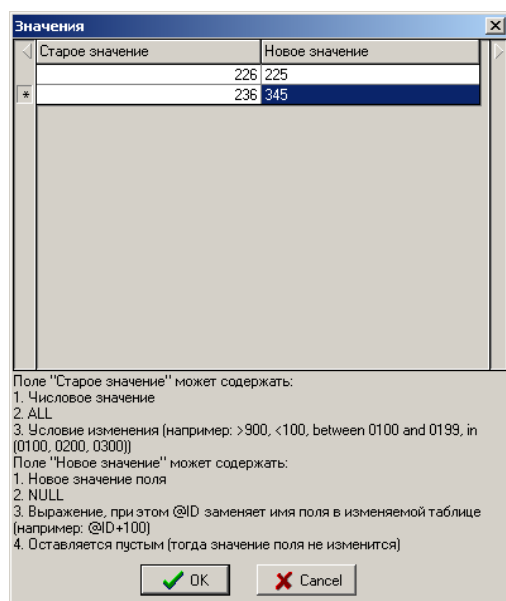 Значения
Старое значение Новое значение
226 225
* 236 345
Поле "Старое значение" может содержать:
1. Числовое значение
2. ALL
3. Условие изменения (например: >900, <100, between 0100 and 0199, in
(0100, 0200, 0300))
Поле "Новое значение" может содержать:
1. Новое значение поля
2. NULL
3. Выражение, при этом @ID заменяет имя поля в изменяемой таблице
(например: @ID+100)
4. Оставляется пустым (тогда значение поля не изменится)
OK Cancel